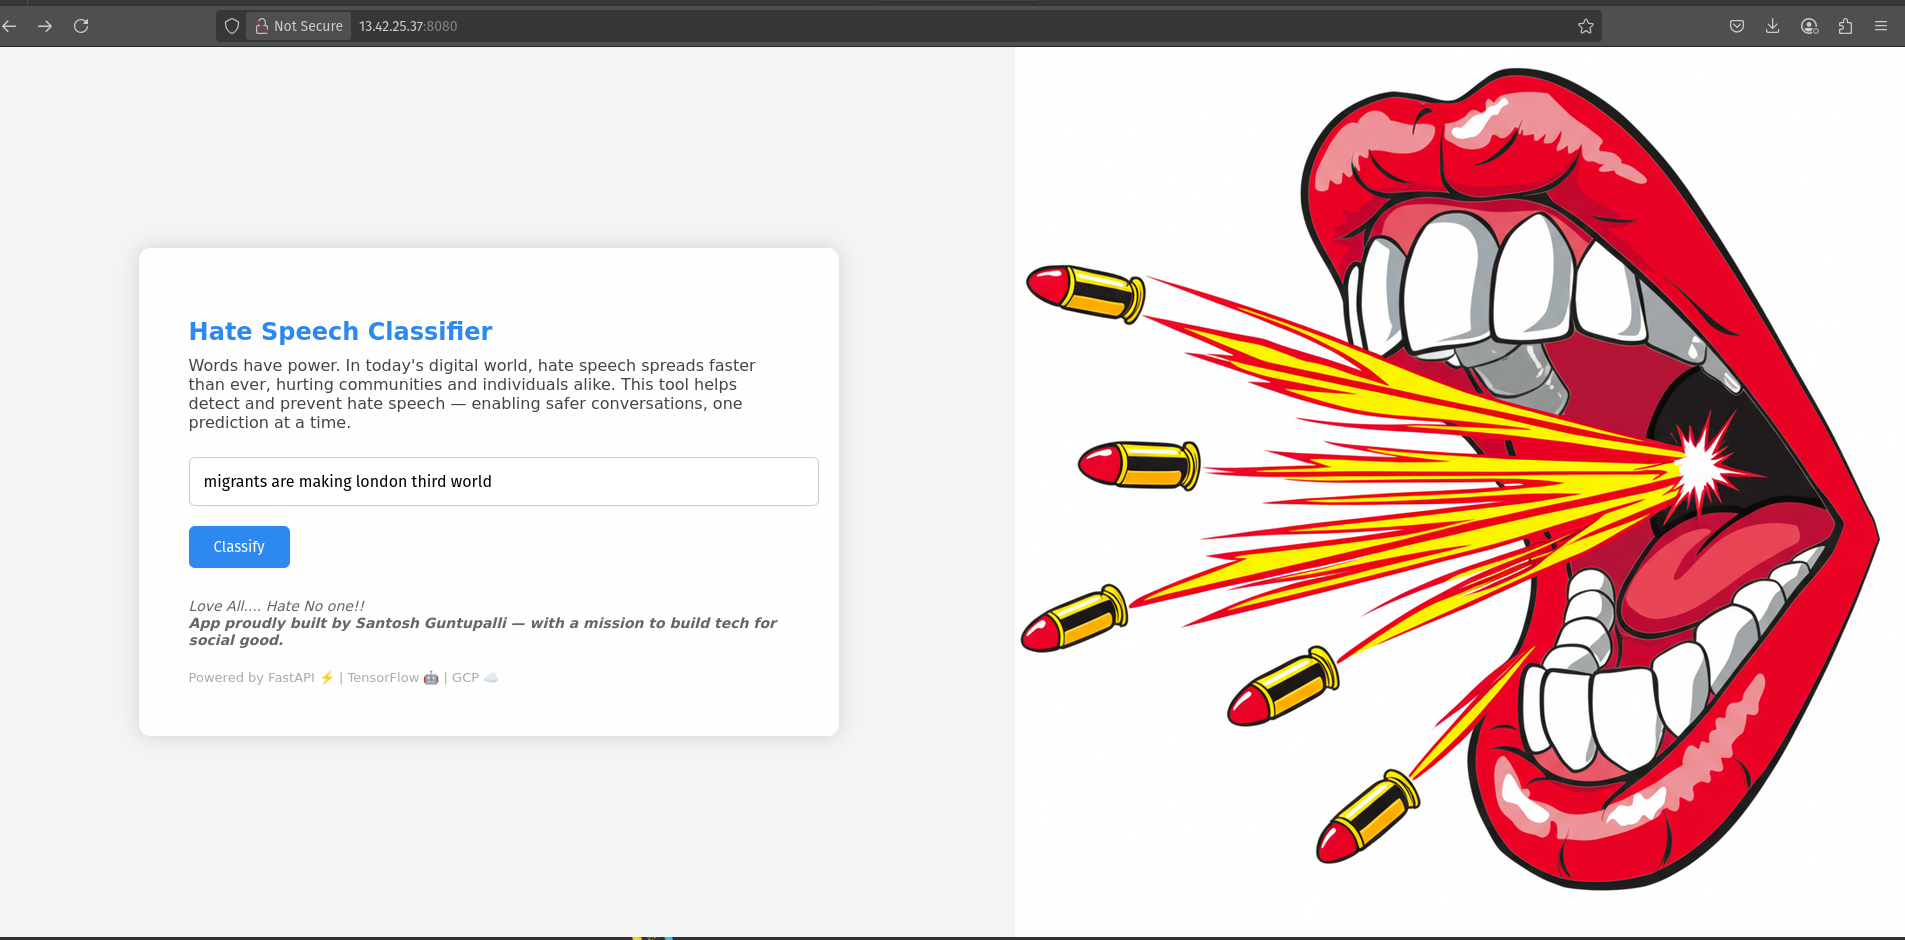 Not Secure 13.42.25.37:8080
Hate Speech Classifier
Words have power. In today's digital world, hate speech spreads faster
than ever, hurting communities and individuals alike. This tool helps
detect and prevent hate speech — enabling safer conversations, one
prediction at a time.
migrants are making london third world
Classify
Love All.... Hate No one!!
App proudly built by Santosh Guntupalli — with a mission to build tech for
social good.
Powered by FastAPI ⚡ | TensorFlow 🤖 | GCP ☁️